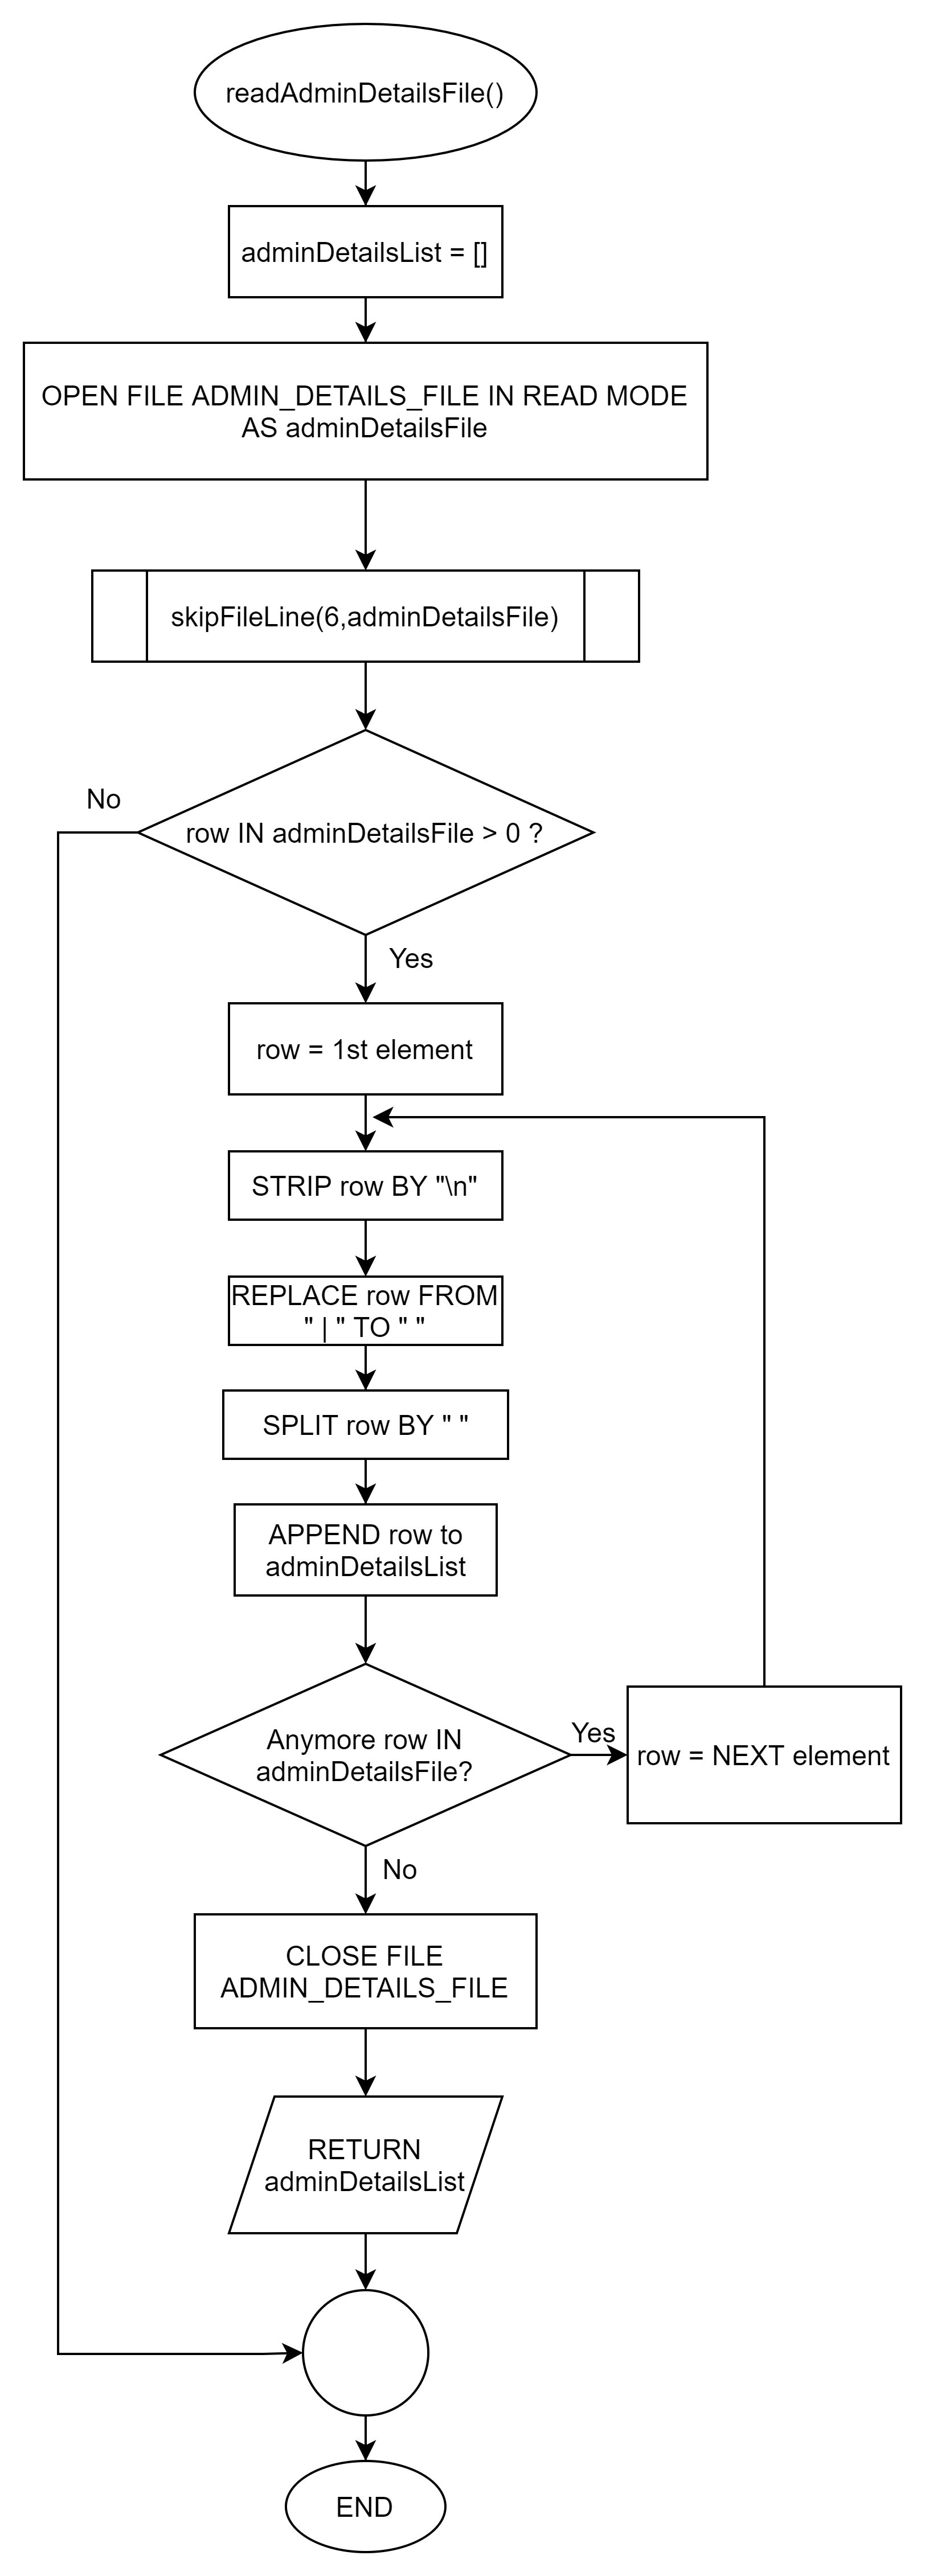 readAdminDetailsFile()
adminDetailsList = []
OPEN FILE ADMIN_DETAILS_FILE IN READ MODE
AS adminDetailsFile
skipFileLine(6,adminDetailsFile)
No
row IN adminDetailsFile > 0 ?
Yes
row = 1st element
STRIP row BY "\n"
REPLACE row FROM
" | " TO " "
SPLIT row BY " "
APPEND row to
adminDetailsList
Anymore row IN
adminDetailsFile?
Yes
row = NEXT element
No
CLOSE FILE
ADMIN_DETAILS_FILE
RETURN
adminDetailsList
END